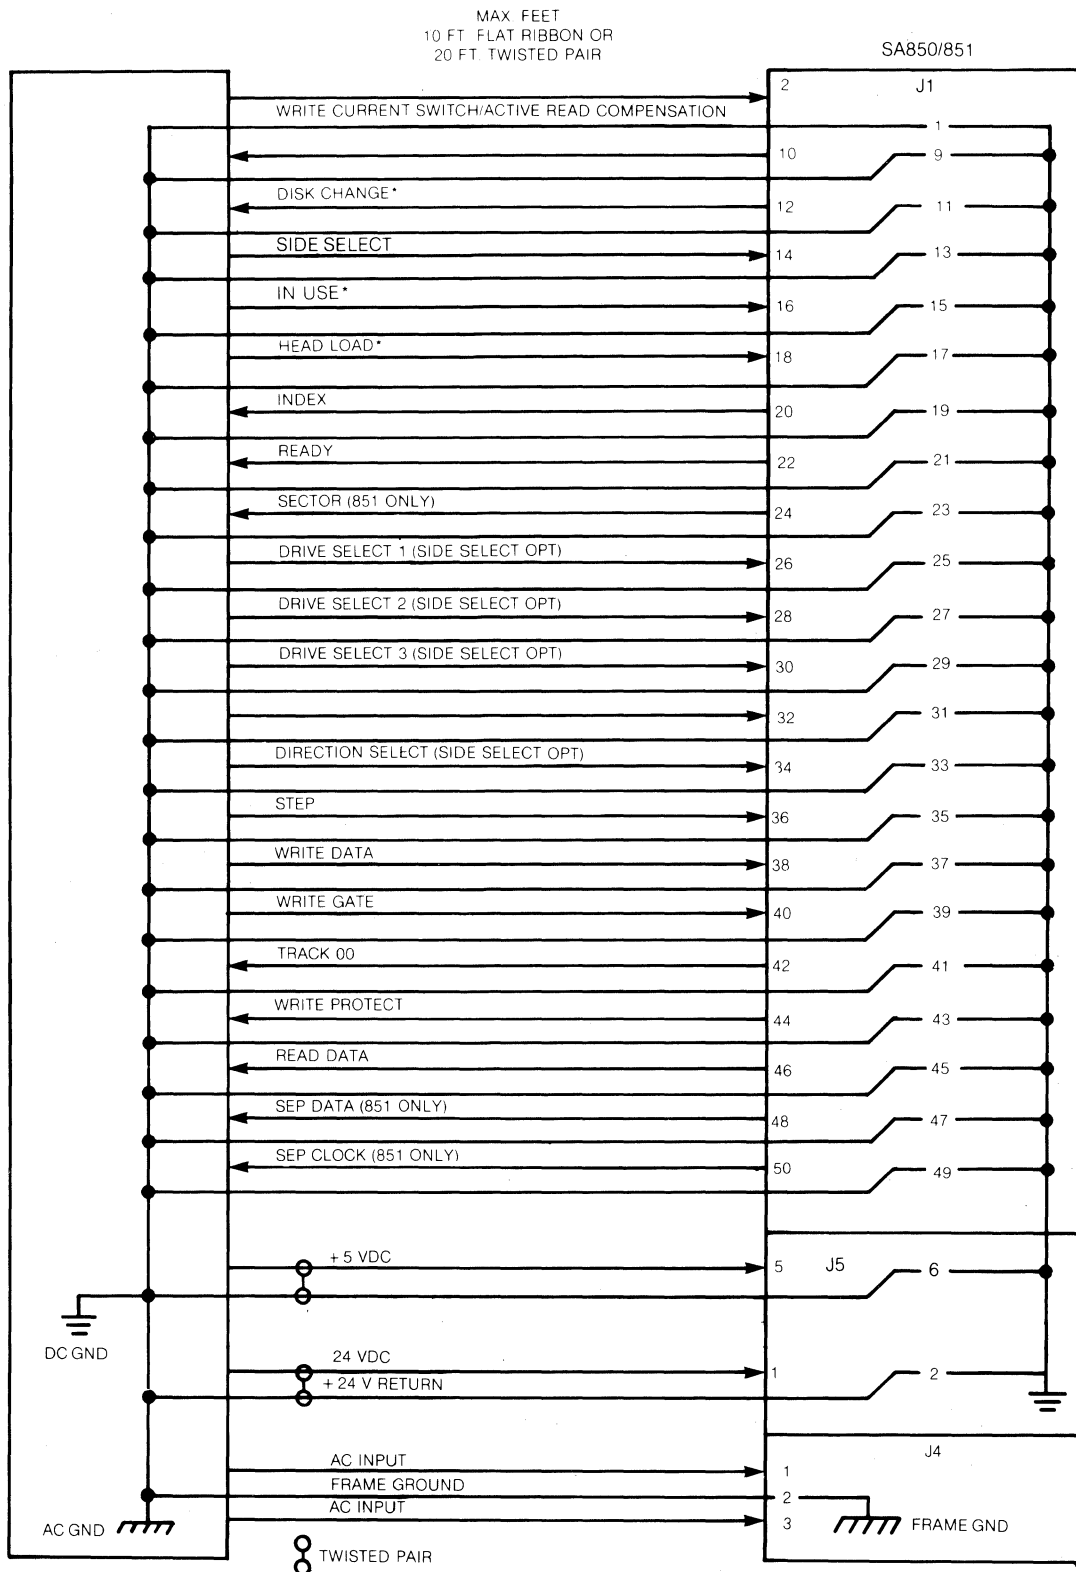 MAX. FEET
10 FT. FLAT RIBBON OR
20 FT. TWISTED PAIR
SA850/851
2
J1
WRITE CURRENT SWITCH/ACTIVE READ COMPENSATION
1
10
9
DISK CHANGE*
12
11
SIDE SELECT
14
13
IN USE*
16
15
HEAD LOAD*
18
17
INDEX
20
19
READY
22
21
SECTOR (851 ONLY)
24
23
DRIVE SELECT 1 (SIDE SELECT OPT)
26
25
DRIVE SELECT 2 (SIDE SELECT OPT)
28
27
DRIVE SELECT 3 (SIDE SELECT OPT)
30
29
32
31
DIRECTION SELECT (SIDE SELECT OPT)
34
33
STEP
36
35
WRITE DATA
38
37
WRITE GATE
40
39
TRACK 00
42
41
WRITE PROTECT
44
43
READ DATA
46
45
SEP DATA (851 ONLY)
48
47
SEP CLOCK (851 ONLY)
50
49
+ 5 VDC
5
J5
6
DC GND
24 VDC
1
2
+ 24 V RETURN
J4
AC INPUT
1
FRAME GROUND
2
AC INPUT
3
AC GND
FRAME GND
TWISTED PAIR